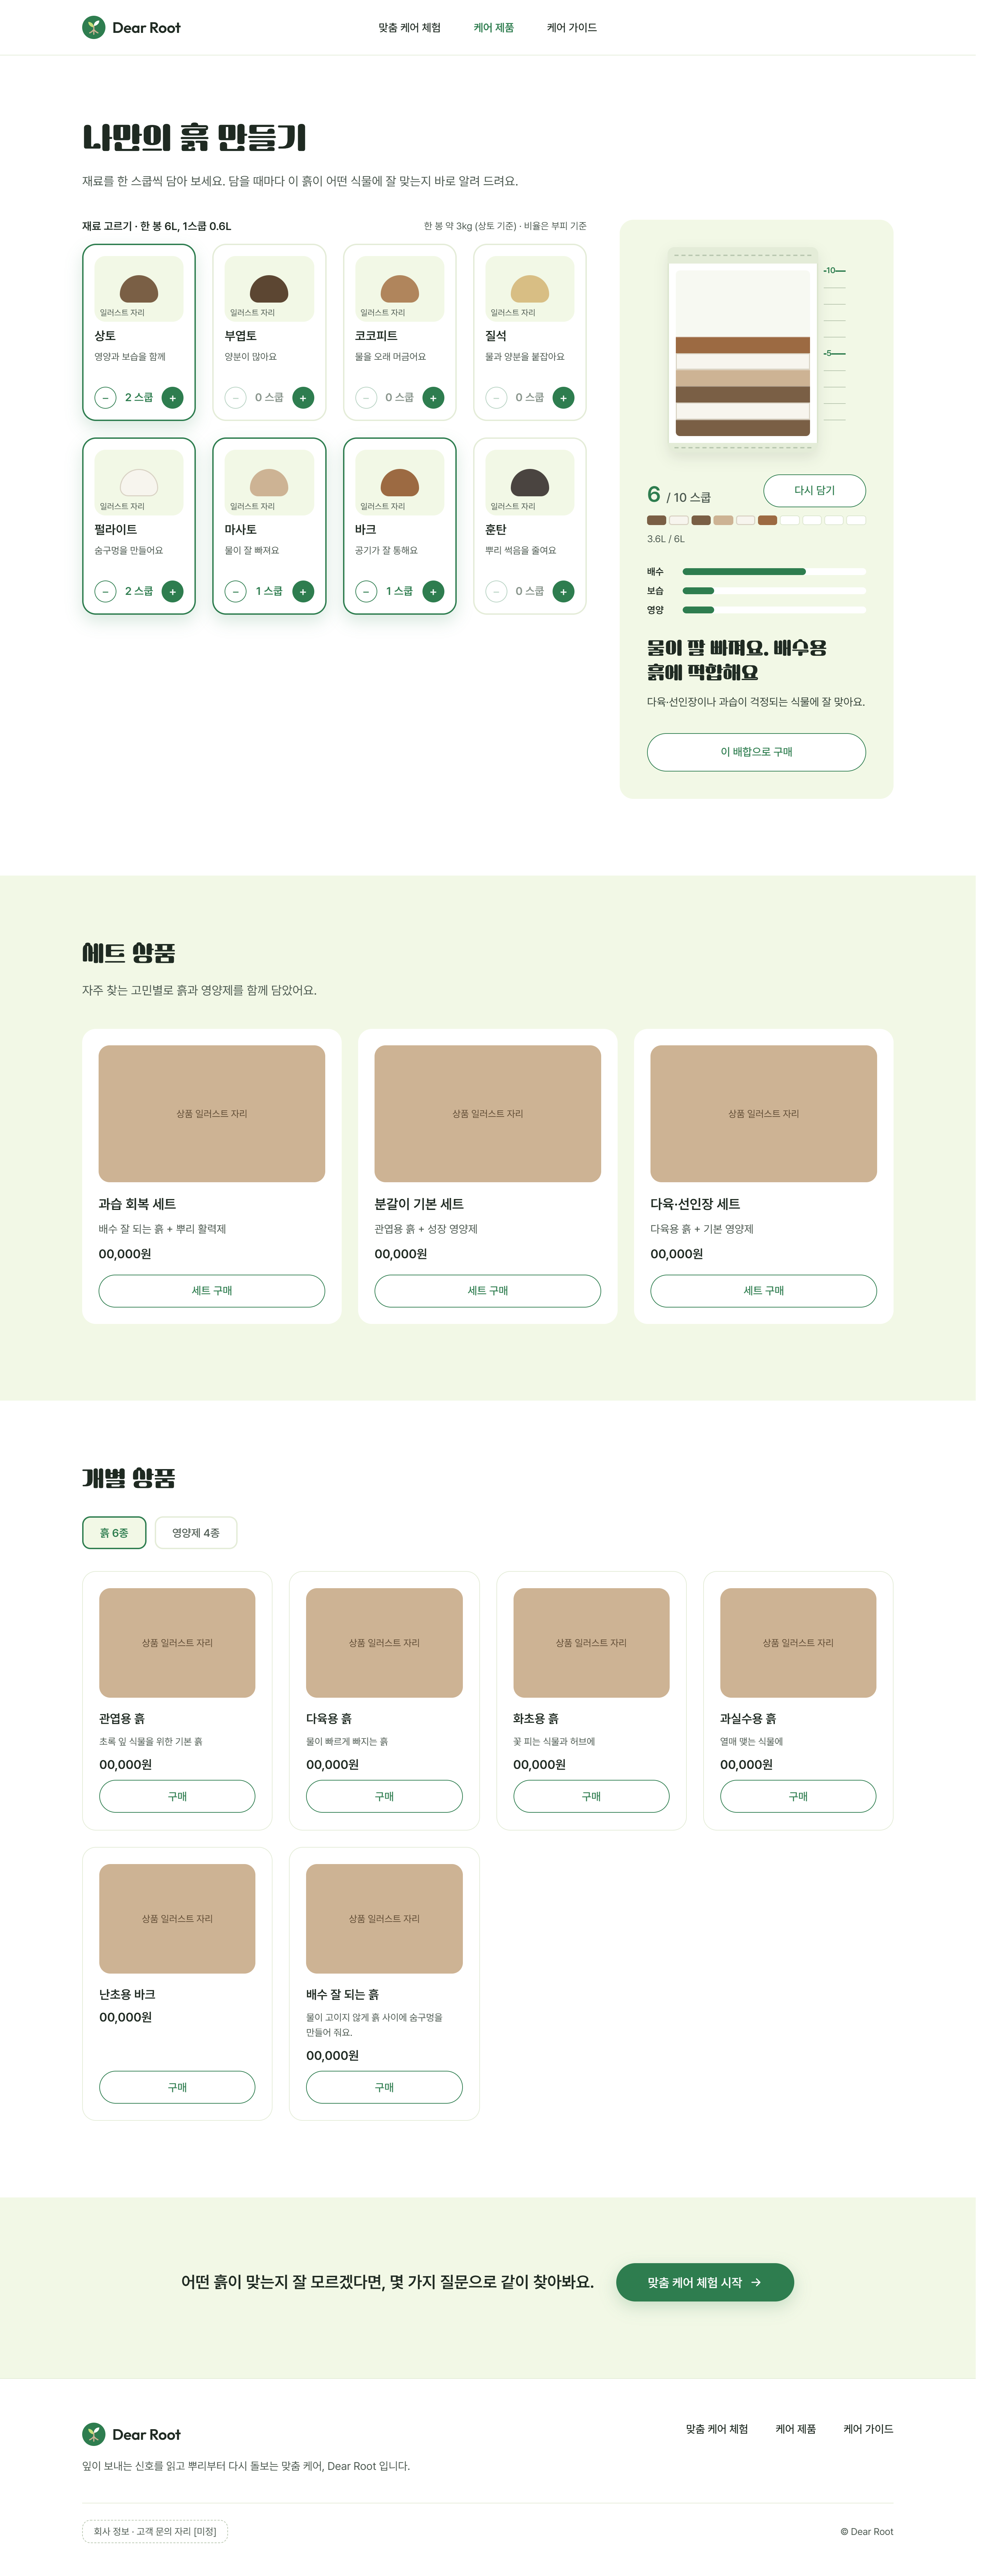 Dear Root
맞춤 케어 체험
케어 제품
케어 가이드
나만의 흙 만들기
재료를 한 스쿱씩 담아 보세요. 담을 때마다 이 흙이 어떤 식물에 잘 맞는지 바로 알려 드려요.
재료 고르기 · 한 봉 6L, 1스쿱 0.6L
한 봉 약 3kg (상토 기준) · 비율은 부피 기준
일러스트 자리
상토
영양과 보습을 함께
− 2 스쿱 +
일러스트 자리
부엽토
양분이 많아요
− 0 스쿱 +
일러스트 자리
코코피트
물을 오래 머금어요
− 0 스쿱 +
일러스트 자리
질석
물과 양분을 붙잡아요
− 0 스쿱 +
일러스트 자리
펄라이트
숨구멍을 만들어요
− 2 스쿱 +
일러스트 자리
마사토
물이 잘 빠져요
− 1 스쿱 +
일러스트 자리
바크
공기가 잘 통해요
− 1 스쿱 +
일러스트 자리
훈탄
뿌리 썩음을 줄여요
− 0 스쿱 +
10
5
6 / 10 스쿱
다시 담기
3.6L / 6L
배수
보습
영양
물이 잘 빠져요. 배수용
흙에 적합해요
다육·선인장이나 과습이 걱정되는 식물에 잘 맞아요.
이 배합으로 구매
세트 상품
자주 찾는 고민별로 흙과 영양제를 함께 담았어요.
상품 일러스트 자리
과습 회복 세트
배수 잘 되는 흙 + 뿌리 활력제
00,000원
세트 구매
상품 일러스트 자리
분갈이 기본 세트
관엽용 흙 + 성장 영양제
00,000원
세트 구매
상품 일러스트 자리
다육·선인장 세트
다육용 흙 + 기본 영양제
00,000원
세트 구매
개별 상품
흙 6종
영양제 4종
상품 일러스트 자리
관엽용 흙
초록 잎 식물을 위한 기본 흙
00,000원
구매
상품 일러스트 자리
다육용 흙
물이 빠르게 빠지는 흙
00,000원
구매
상품 일러스트 자리
화초용 흙
꽃 피는 식물과 허브에
00,000원
구매
상품 일러스트 자리
과실수용 흙
열매 맺는 식물에
00,000원
구매
상품 일러스트 자리
난초용 바크
00,000원
구매
상품 일러스트 자리
배수 잘 되는 흙
물이 고이지 않게 흙 사이에 숨구멍을
만들어 줘요.
00,000원
구매
어떤 흙이 맞는지 잘 모르겠다면, 몇 가지 질문으로 같이 찾아봐요.
맞춤 케어 체험 시작 →
Dear Root
맞춤 케어 체험
케어 제품
케어 가이드
잎이 보내는 신호를 읽고 뿌리부터 다시 돌보는 맞춤 케어, Dear Root 입니다.
회사 정보 · 고객 문의 자리 [미정]
© Dear Root